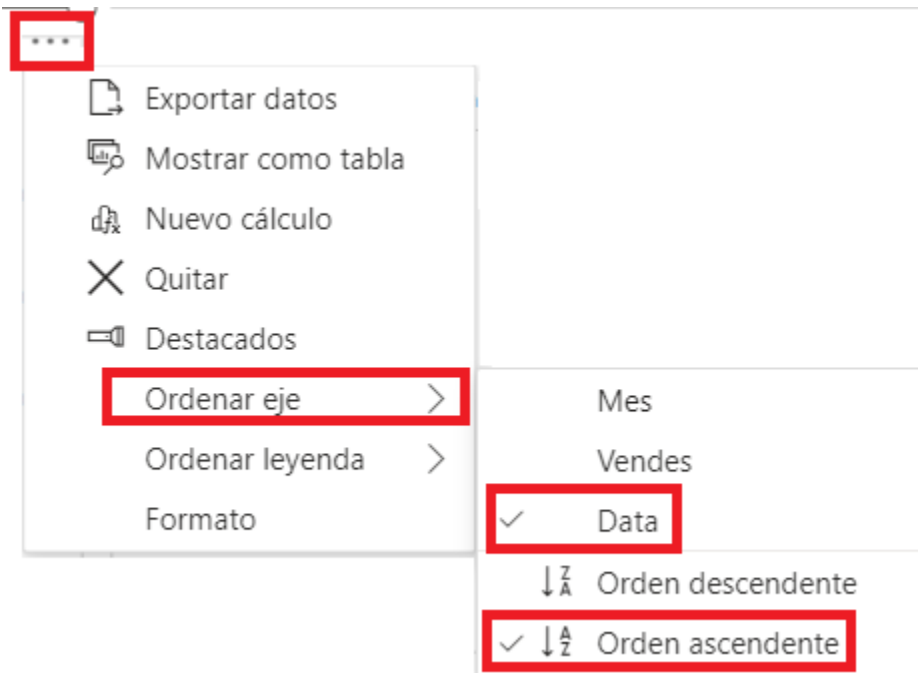 Exportar datos
Mostrar como tabla
Nuevo cálculo
Quitar
Destacados
Ordenar eje
Ordenar leyenda
Formato
Mes
Vendes
Data
Orden descendente
Orden ascendente